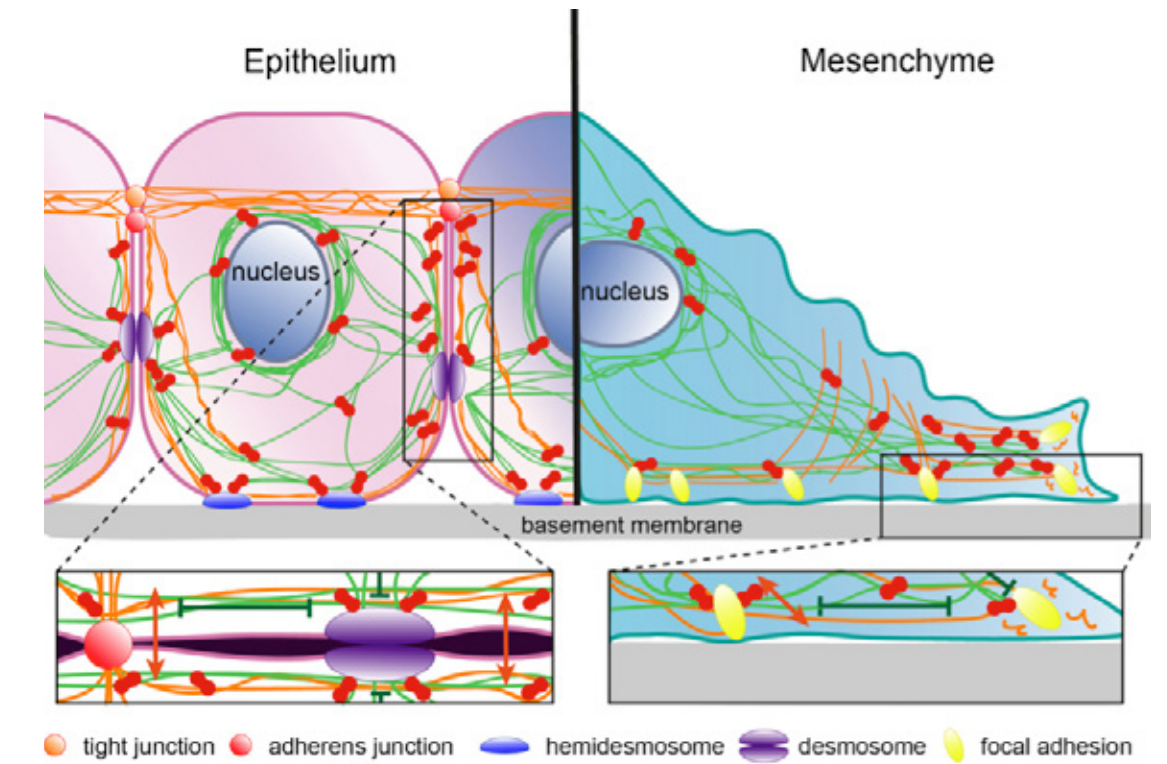 Epithelium
Mesenchyme
nucleus
nucleus
basement membrane
tight junction
adherens junction
hemidesmosome
desmosome
focal adhesion